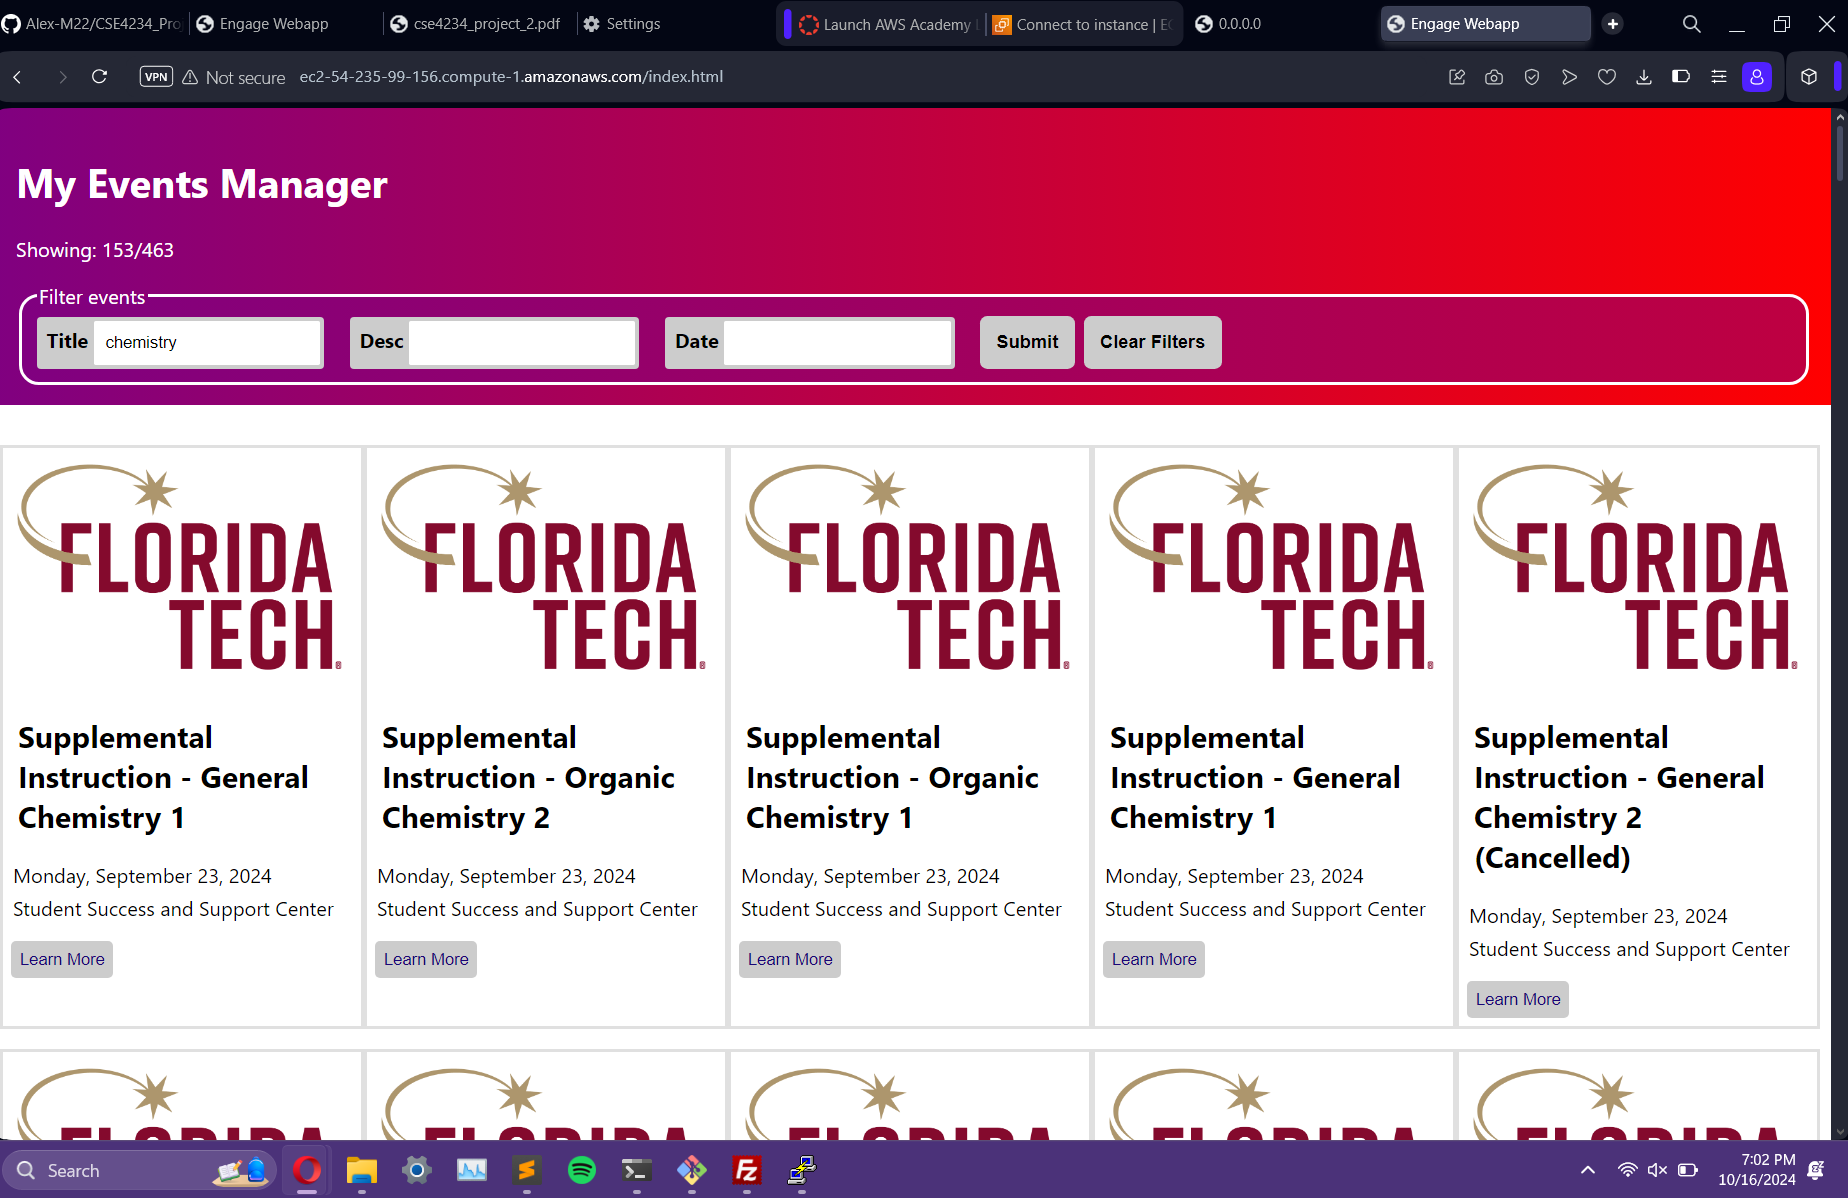 Alex-M22/CSE4234_Pro
Engage Webapp
cse4234_project_2.pdf
Settings
Launch AWS Academy
Connect to instance | EC
0.0.0.0
Engage Webapp
VPN
Not secure
ec2-54-235-99-156.compute-1.amazonaws.com/index.html
My Events Manager
Showing: 153/463
Filter events
Title chemistry Desc Date Submit Clear Filters
FLORIDA TECH®
FLORIDA TECH®
FLORIDA TECH®
FLORIDA TECH®
FLORIDA TECH®
Supplemental
Instruction - General
Chemistry 1
Monday, September 23, 2024
Student Success and Support Center
Learn More
Supplemental
Instruction - Organic
Chemistry 2
Monday, September 23, 2024
Student Success and Support Center
Learn More
Supplemental
Instruction - Organic
Chemistry 1
Monday, September 23, 2024
Student Success and Support Center
Learn More
Supplemental
Instruction - General
Chemistry 1
Monday, September 23, 2024
Student Success and Support Center
Learn More
Supplemental
Instruction - General
Chemistry 2
(Cancelled)
Monday, September 23, 2024
Student Success and Support Center
Learn More
FLORIDA
FLORIDA
FLORIDA
FLORIDA
FLORIDA
Search
Fz
7:02 PM
10/16/2024